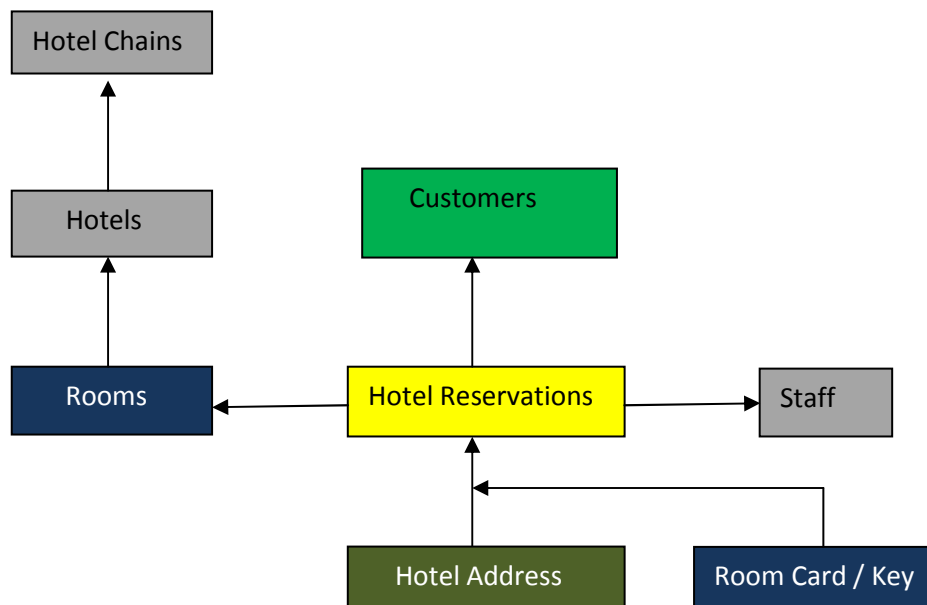 Hotel Chains
Hotels
Customers
Rooms
Hotel Reservations
Staff
Hotel Address
Room Card / Key